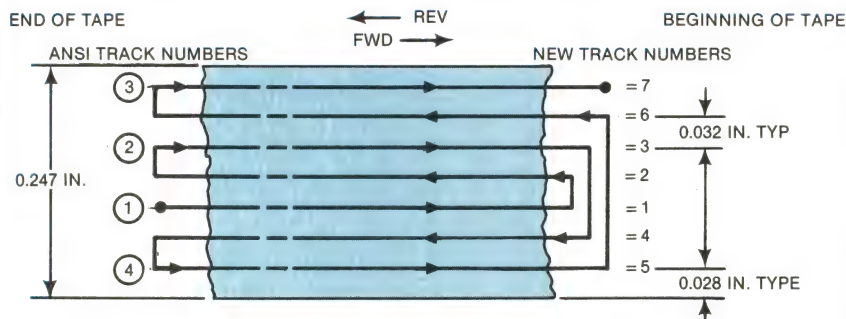 END OF TAPE
REV
BEGINNING OF TAPE
FWD
ANSI TRACK NUMBERS
NEW TRACK NUMBERS
3
= 7
= 6
0.032 IN. TYP
2
= 3
0.247 IN.
= 2
1
= 1
= 4
4
= 5
0.028 IN. TYPE